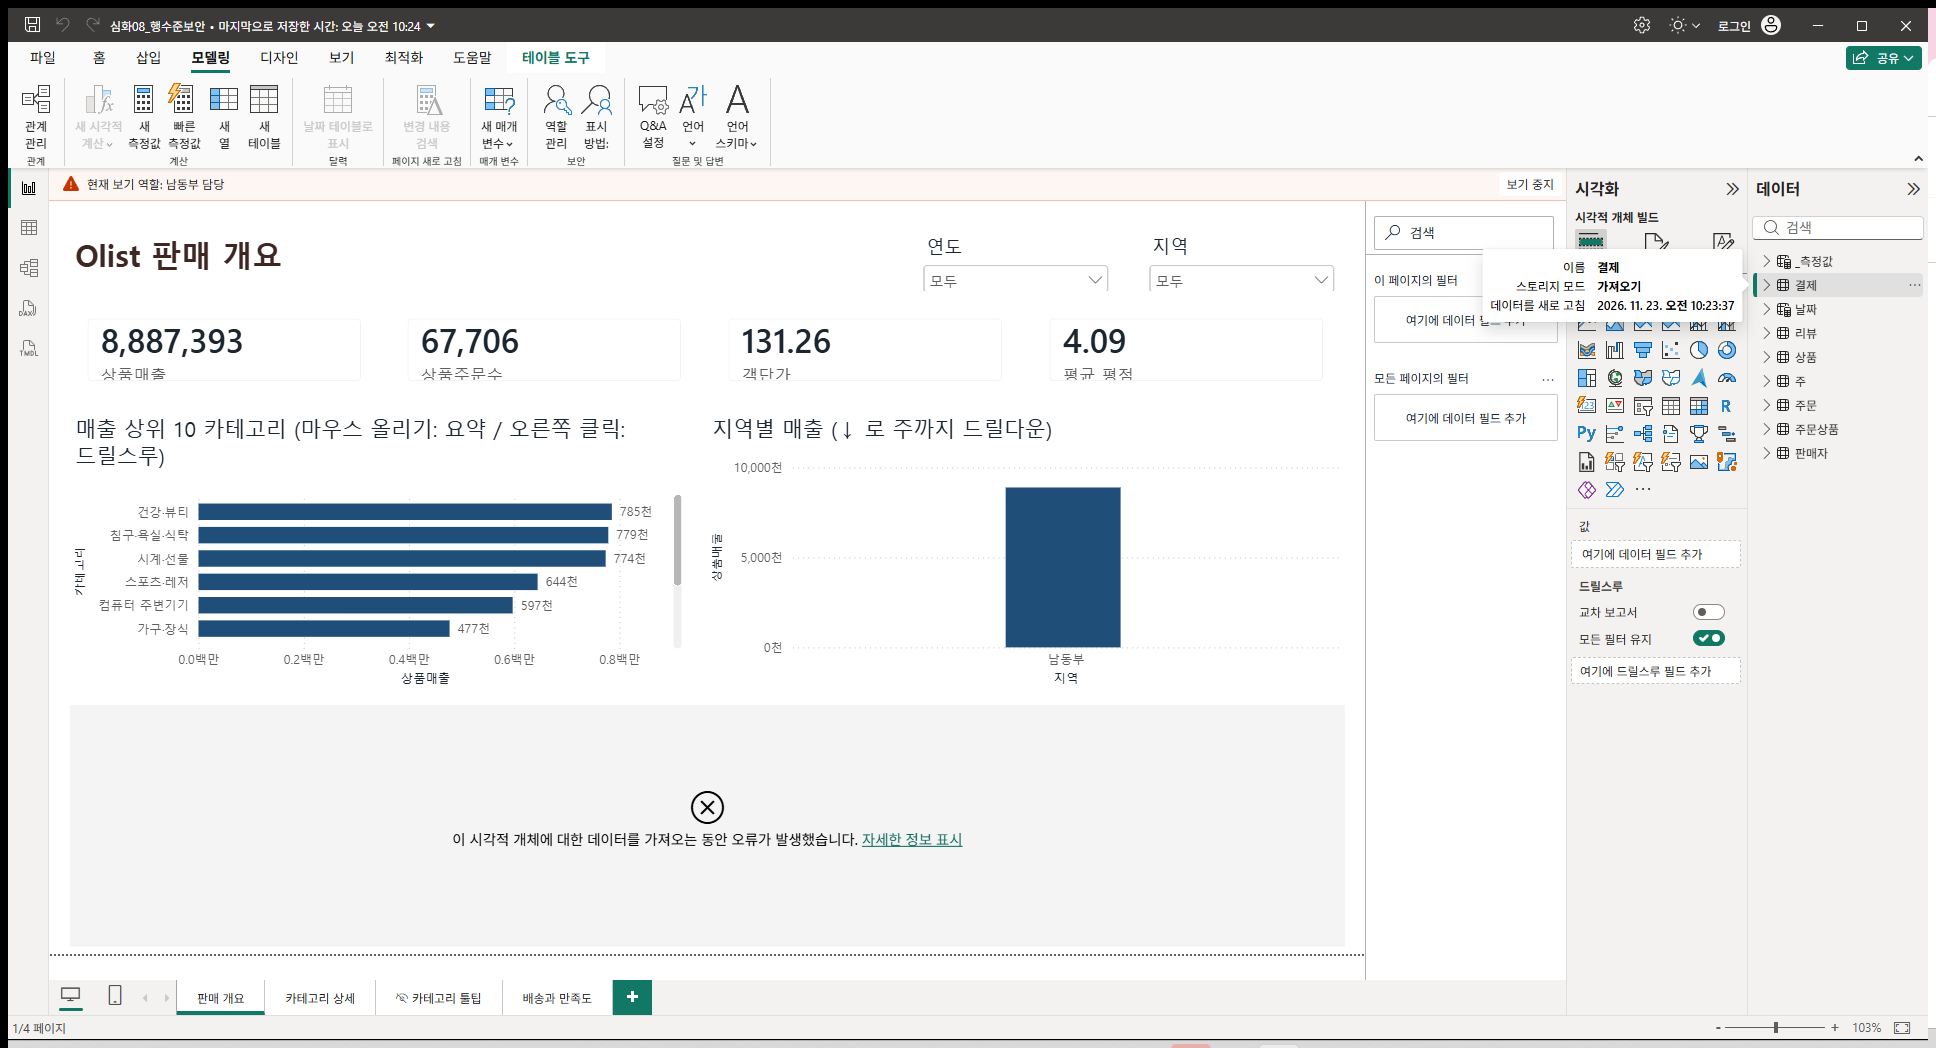 심화08_행수준보안 • 마지막으로 저장한 시간: 오늘 오전 10:24
로그인
파일 홈 삽입 모델링 디자인 보기 최적화 도움말 테이블 도구
공유
관계 관리
새 시각적 계산
새 측정값
빠른 측정값
새 열
새 테이블
날짜 테이블로 표시
변경 내용 검색
새 매개 변수
역할 관리
표시 방법:
Q&A 설정
언어
언어 스키마
관계 계산 달력 페이지 새로 고침 매개 변수 보안 질문 및 답변
현재 보기 역할: 남동부 담당
보기 중지
Olist 판매 개요
연도
모두
지역
모두
8,887,393
상품매출
67,706
상품주문수
131.26
객단가
4.09
평균 평점
매출 상위 10 카테고리 (마우스 올리기: 요약 / 오른쪽 클릭:
드릴스루)
카테고리
건강·뷰티 785천
침구·욕실·식탁 779천
시계·선물 774천
스포츠·레저 644천
컴퓨터 주변기기 597천
가구·장식 477천
0.0백만 0.2백만 0.4백만 0.6백만 0.8백만
상품매출
지역별 매출 (↓ 로 주까지 드릴다운)
상품매출
10,000천
5,000천
0천
남동부
지역
이 시각적 개체에 대한 데이터를 가져오는 동안 오류가 발생했습니다. 자세한 정보 표시
검색
이 페이지의 필터
여기에 데이터 필드 추가
모든 페이지의 필터 ...
여기에 데이터 필드 추가
시각화
시각적 개체 빌드
이름 결제
스토리지 모드 가져오기
데이터를 새로 고침 2026. 11. 23. 오전 10:23:37
123
R
Py
...
값
여기에 데이터 필드 추가
드릴스루
교차 보고서
모든 필터 유지
여기에 드릴스루 필드 추가
데이터
검색
_측정값
결제 ...
날짜
리뷰
상품
주
주문
주문상품
판매자
DAX
TMDL
판매 개요 카테고리 상세 카테고리 툴팁 배송과 만족도 +
1/4 페이지
- + 103%